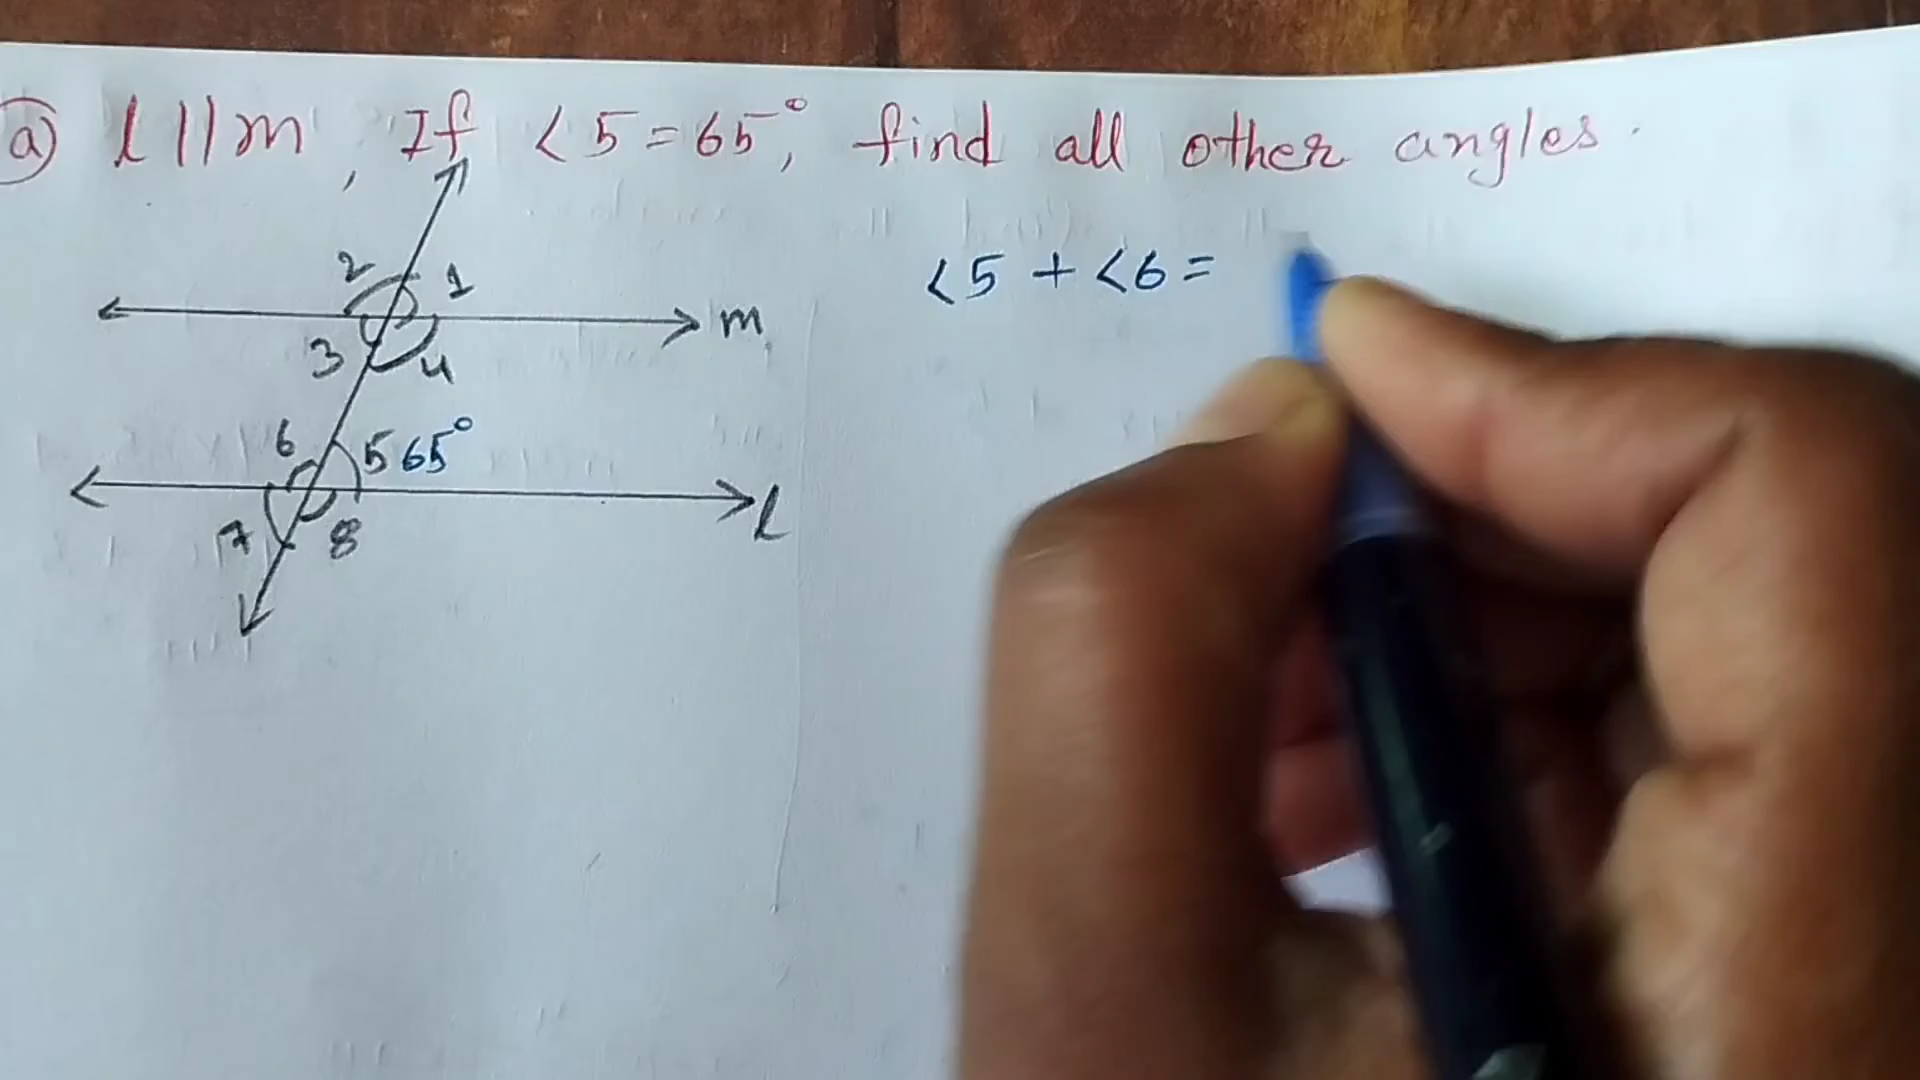 a) l || m, If <5 = 65°, find all other angles.
<5 + <6 =
2 1
m
3 4
6 5 65°
l
7 8